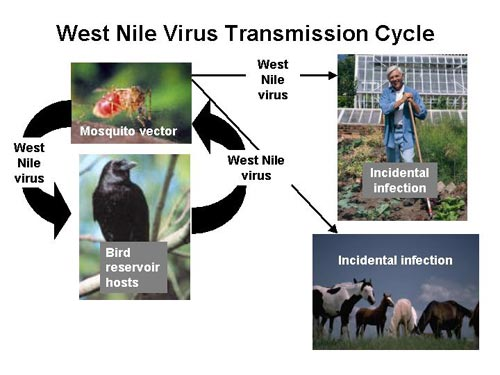 West Nile Virus Transmission Cycle
West
Nile
virus
Mosquito vector
West
Nile
virus
West Nile
virus
Incidental
infection
Bird
reservoir
hosts
Incidental infection